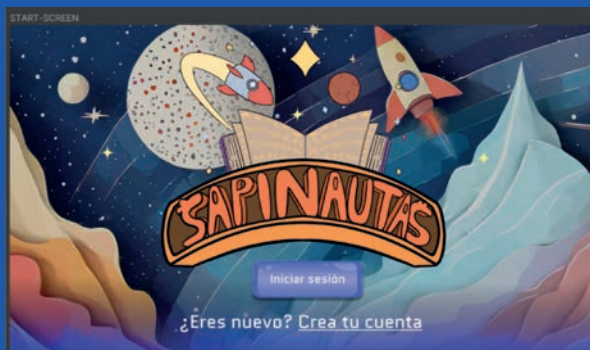 START-SCREEN
SAPINAUTAS
Iniciar sesión
¿Eres nuevo? Crea tu cuenta